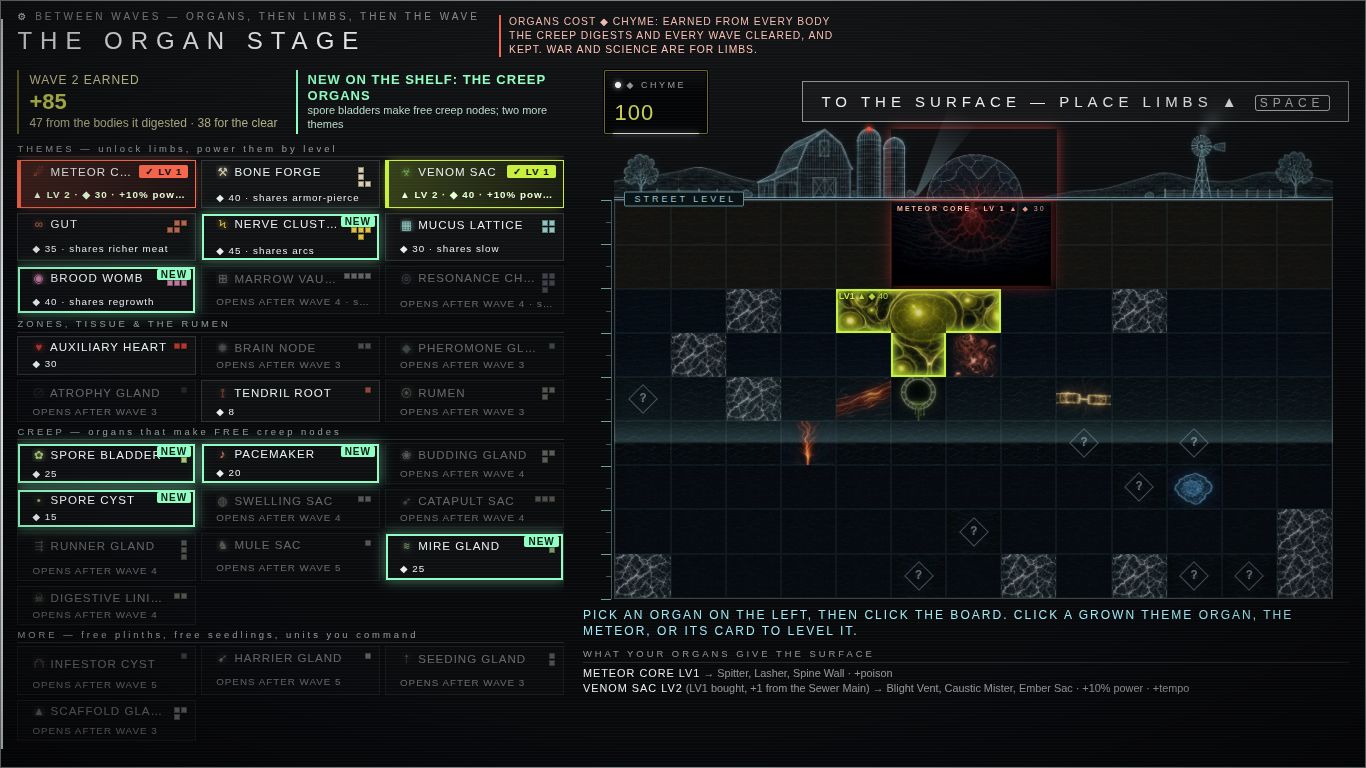 BETWEEN WAVES — ORGANS, THEN LIMBS, THEN THE WAVE
THE ORGAN STAGE
ORGANS COST ◆ CHYME: EARNED FROM EVERY BODY
THE CREEP DIGESTS AND EVERY WAVE CLEARED, AND
KEPT. WAR AND SCIENCE ARE FOR LIMBS.
WAVE 2 EARNED
+85
47 from the bodies it digested · 38 for the clear
NEW ON THE SHELF: THE CREEP
ORGANS
spore bladders make free creep nodes; two more
themes
◆ CHYME
100
TO THE SURFACE — PLACE LIMBS ▲ SPACE
THEMES — unlock limbs, power them by level
METEOR C… ✓ LV 1
▲ LV 2 · ◆ 30 · +10% pow…
BONE FORGE
◆ 40 · shares armor-pierce
VENOM SAC ✓ LV 1
▲ LV 2 · ◆ 40 · +10% pow…
GUT
◆ 35 · shares richer meat
NERVE CLUST… NEW
◆ 45 · shares arcs
MUCUS LATTICE
◆ 30 · shares slow
BROOD WOMB NEW
◆ 40 · shares regrowth
MARROW VAU…
OPENS AFTER WAVE 4 · s…
RESONANCE CH…
OPENS AFTER WAVE 4 · s…
ZONES, TISSUE & THE RUMEN
AUXILIARY HEART
◆ 30
BRAIN NODE
OPENS AFTER WAVE 3
PHEROMONE GL…
OPENS AFTER WAVE 3
ATROPHY GLAND
OPENS AFTER WAVE 3
TENDRIL ROOT
◆ 8
RUMEN
OPENS AFTER WAVE 3
CREEP — organs that make FREE creep nodes
SPORE BLADDER NEW
◆ 25
PACEMAKER NEW
◆ 20
BUDDING GLAND
OPENS AFTER WAVE 4
SPORE CYST NEW
◆ 15
SWELLING SAC
OPENS AFTER WAVE 4
CATAPULT SAC
OPENS AFTER WAVE 4
RUNNER GLAND
OPENS AFTER WAVE 4
MULE SAC
OPENS AFTER WAVE 5
MIRE GLAND NEW
◆ 25
DIGESTIVE LINI…
OPENS AFTER WAVE 4
MORE — free plinths, free seedlings, units you command
INFESTOR CYST
OPENS AFTER WAVE 5
HARRIER GLAND
OPENS AFTER WAVE 5
SEEDING GLAND
OPENS AFTER WAVE 3
SCAFFOLD GLA…
OPENS AFTER WAVE 3
STREET LEVEL
METEOR CORE · LV 1 ▲ ◆ 30
LV1 ▲ ◆ 40
?
? ?
?
?
? ? ?
PICK AN ORGAN ON THE LEFT, THEN CLICK THE BOARD. CLICK A GROWN THEME ORGAN, THE
METEOR, OR ITS CARD TO LEVEL IT.
WHAT YOUR ORGANS GIVE THE SURFACE
METEOR CORE LV1 → Spitter, Lasher, Spine Wall · +poison
VENOM SAC LV2 (LV1 bought, +1 from the Sewer Main) → Blight Vent, Caustic Mister, Ember Sac · +10% power · +tempo